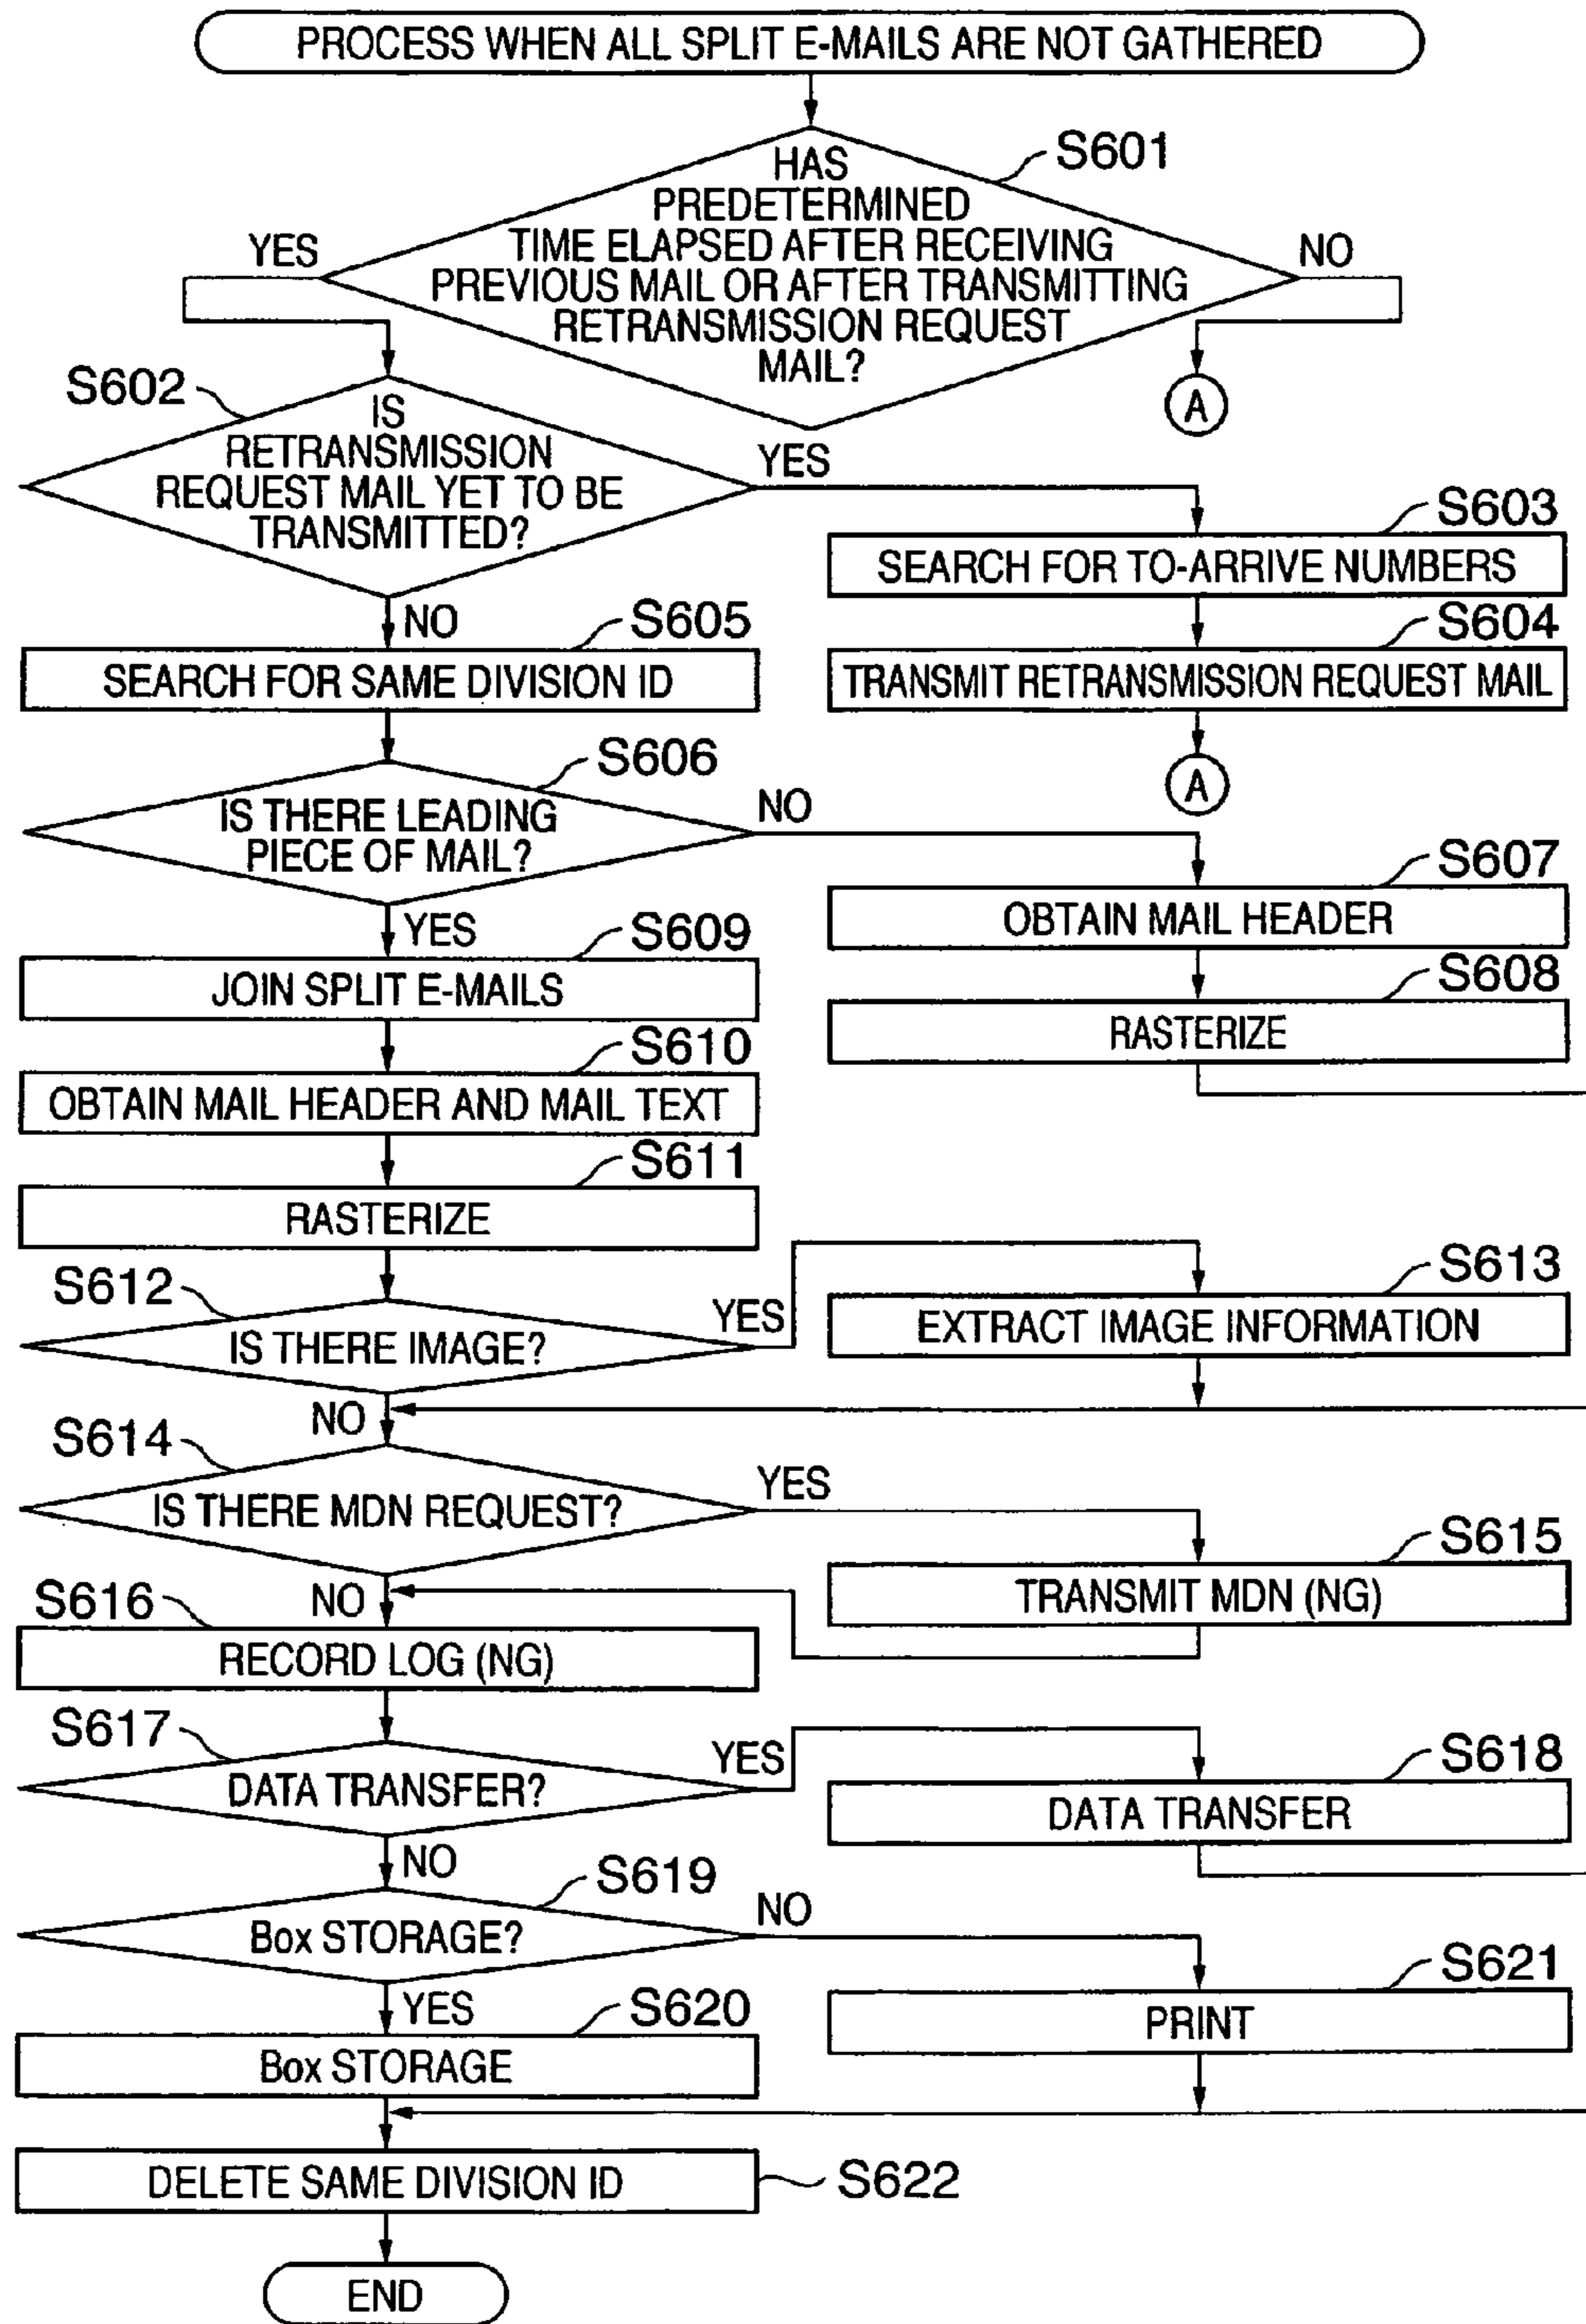 PROCESS WHEN ALL SPLIT E-MAILS ARE NOT GATHERED
S601
HAS
PREDETERMINED
TIME ELAPSED AFTER RECEIVING
PREVIOUS MAIL OR AFTER TRANSMITTING
RETRANSMISSION REQUEST
MAIL?
YES
NO
A
S602
IS
RETRANSMISSION
REQUEST MAIL YET TO BE
TRANSMITTED?
YES
NO
S603
SEARCH FOR TO-ARRIVE NUMBERS
S604
TRANSMIT RETRANSMISSION REQUEST MAIL
A
S605
SEARCH FOR SAME DIVISION ID
S606
IS THERE LEADING
PIECE OF MAIL?
NO
YES
S607
OBTAIN MAIL HEADER
S608
RASTERIZE
S609
JOIN SPLIT E-MAILS
S610
OBTAIN MAIL HEADER AND MAIL TEXT
S611
RASTERIZE
S612
IS THERE IMAGE?
YES
NO
S613
EXTRACT IMAGE INFORMATION
S614
IS THERE MDN REQUEST?
YES
NO
S615
TRANSMIT MDN (NG)
S616
RECORD LOG (NG)
S617
DATA TRANSFER?
YES
NO
S618
DATA TRANSFER
S619
Box STORAGE?
NO
YES
S620
Box STORAGE
S621
PRINT
DELETE SAME DIVISION ID
S622
END